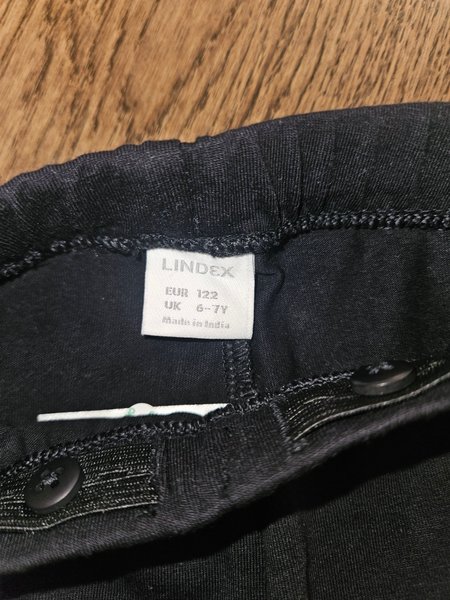 LINDEX
EUR 122
UK 6-7Y
Made in India